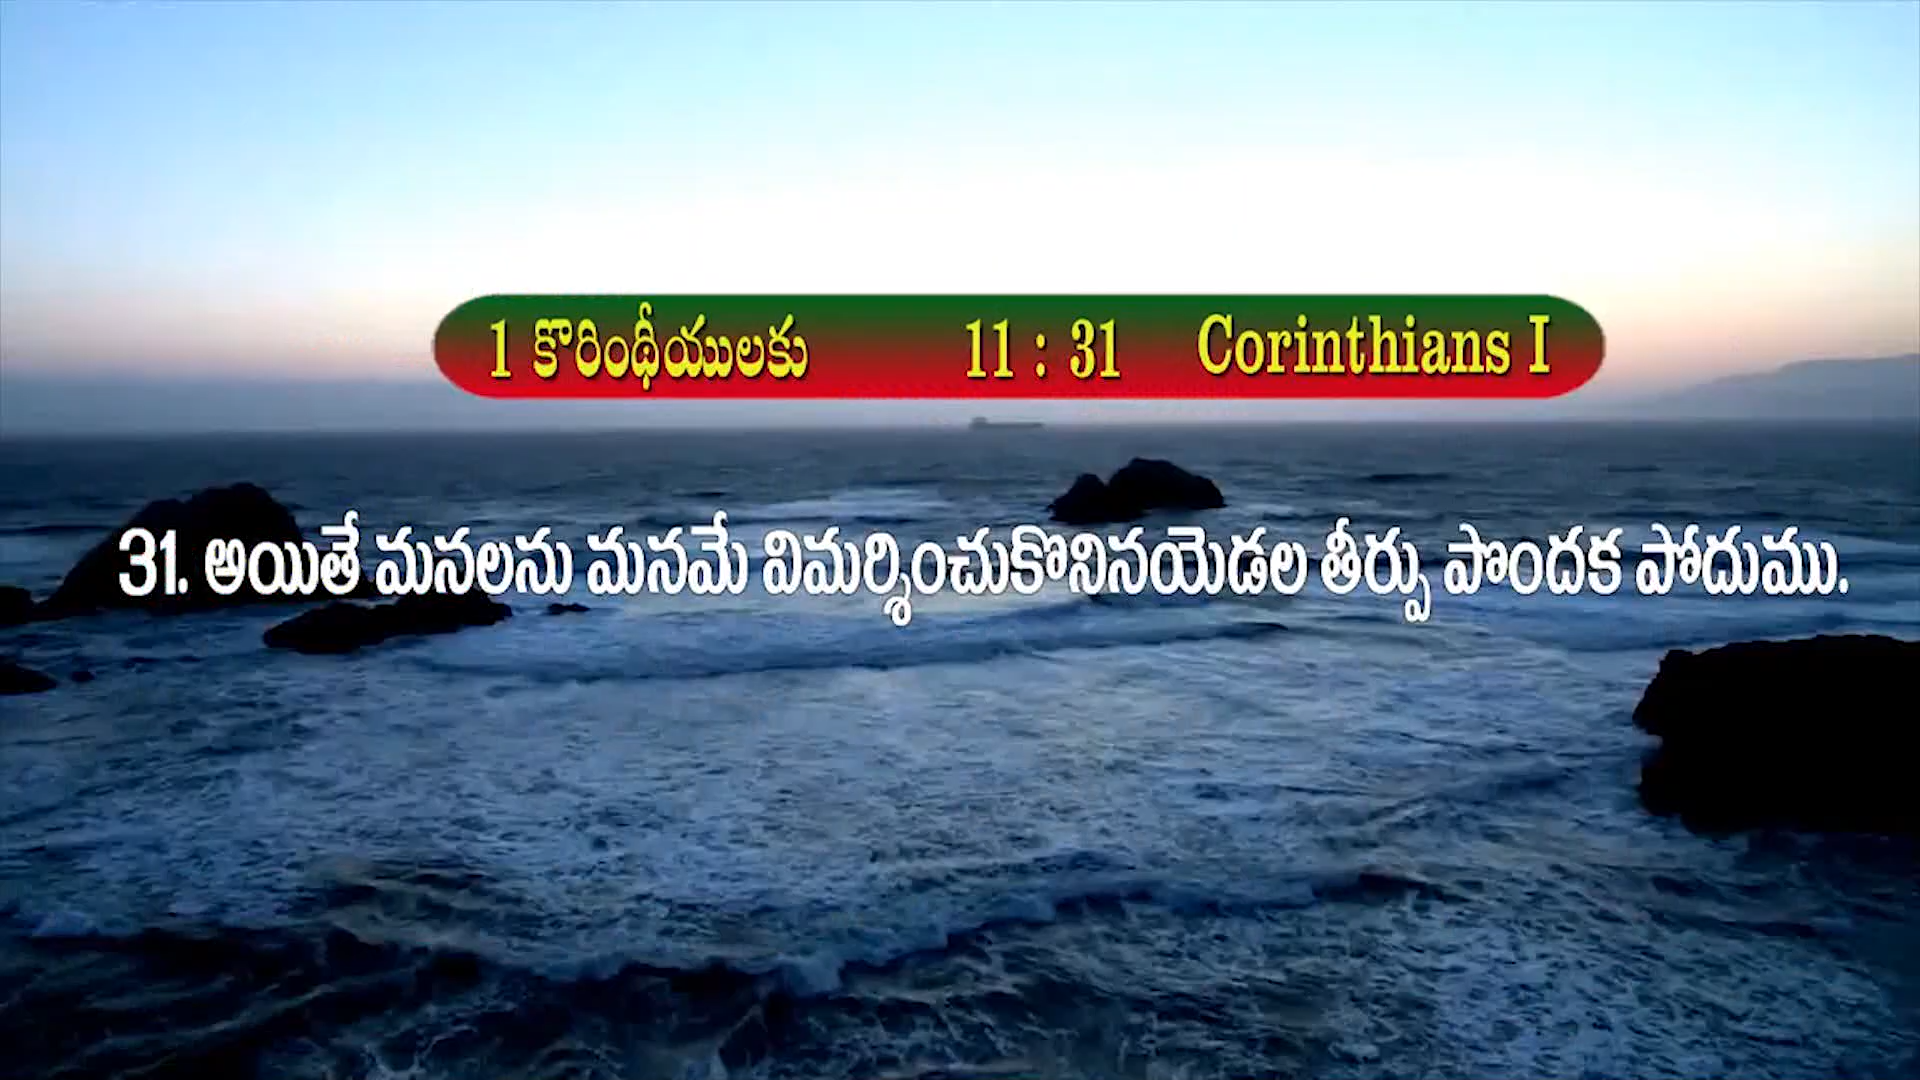 1 కొరింథీయులకు 11 : 31 Corinthians I
31. అయితే మనలను మనమే విమర్శించుకొనినయెడల తీర్పు పొందక పోదుము.